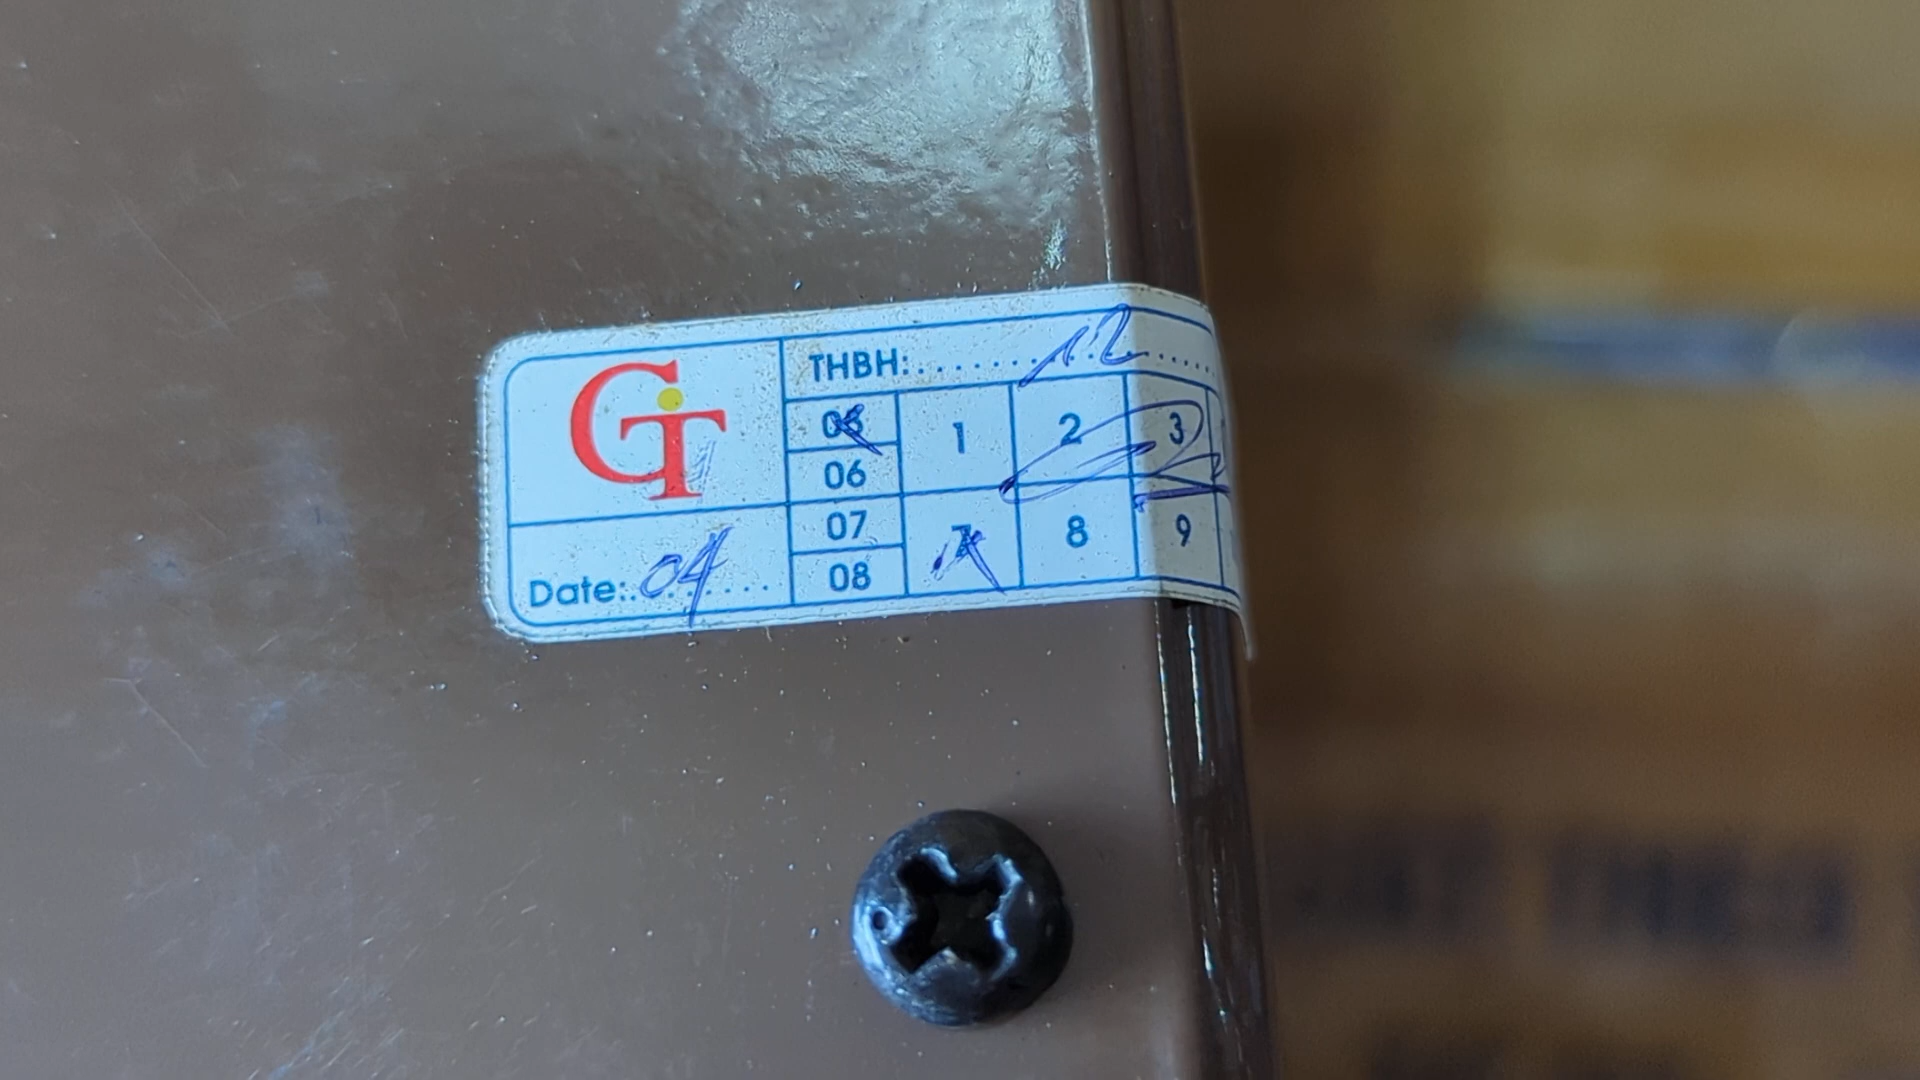 GT
THBH:..........12......
05 1 2 3
06
07 7 8 9
08
Date:..04......